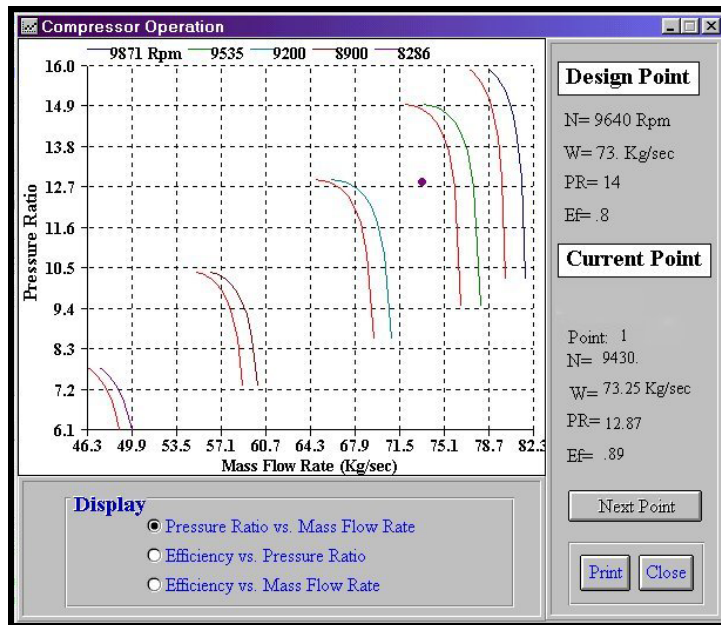 Compressor Operation
9871 Rpm 9535 9200 8900 8286
16.0
14.9
13.8
12.7
11.6
10.5
9.4
8.3
7.2
6.1
Pressure Ratio
46.3 49.9 53.5 57.1 60.7 64.3 67.9 71.5 75.1 78.7 82.3
Mass Flow Rate (Kg/sec)
Design Point
N= 9640 Rpm
W= 73. Kg/sec
PR= 14
Ef= .8
Current Point
Point: 1
N= 9430.
W= 73.25 Kg/sec
PR= 12.87
Ef= .89
Next Point
Print Close
Display
Pressure Ratio vs. Mass Flow Rate
Efficiency vs. Pressure Ratio
Efficiency vs. Mass Flow Rate